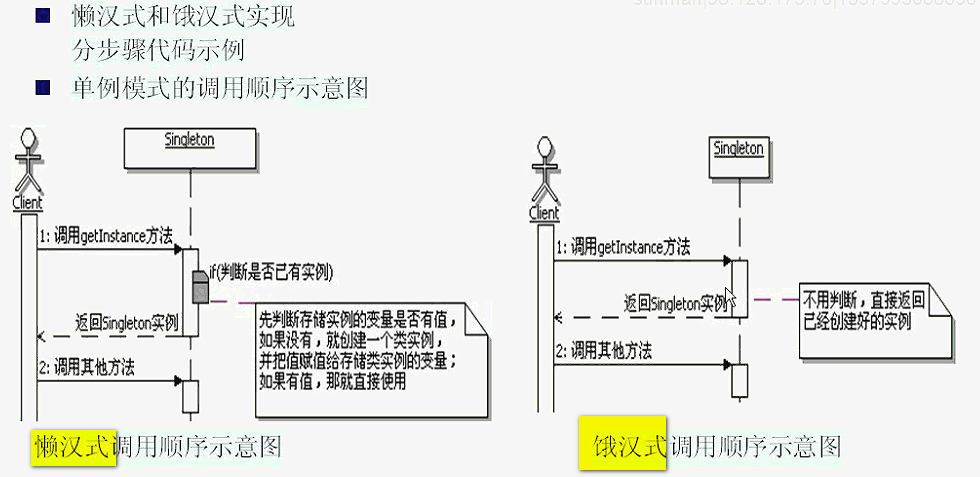 懒汉式和饿汉式实现
分步骤代码示例
单例模式的调用顺序示意图
Singleton
Client
1: 调用getInstance方法
if(判断是否已有实例)
返回Singleton实例
先判断存储实例的变量是否有值，
如果没有，就创建一个类实例，
并把值赋值给存储类实例的变量；
如果有值，那就直接使用
2: 调用其他方法
懒汉式调用顺序示意图
Singleton
Client
1: 调用getInstance方法
返回Singleton实例
不用判断，直接返回
已经创建好的实例
2: 调用其他方法
饿汉式调用顺序示意图